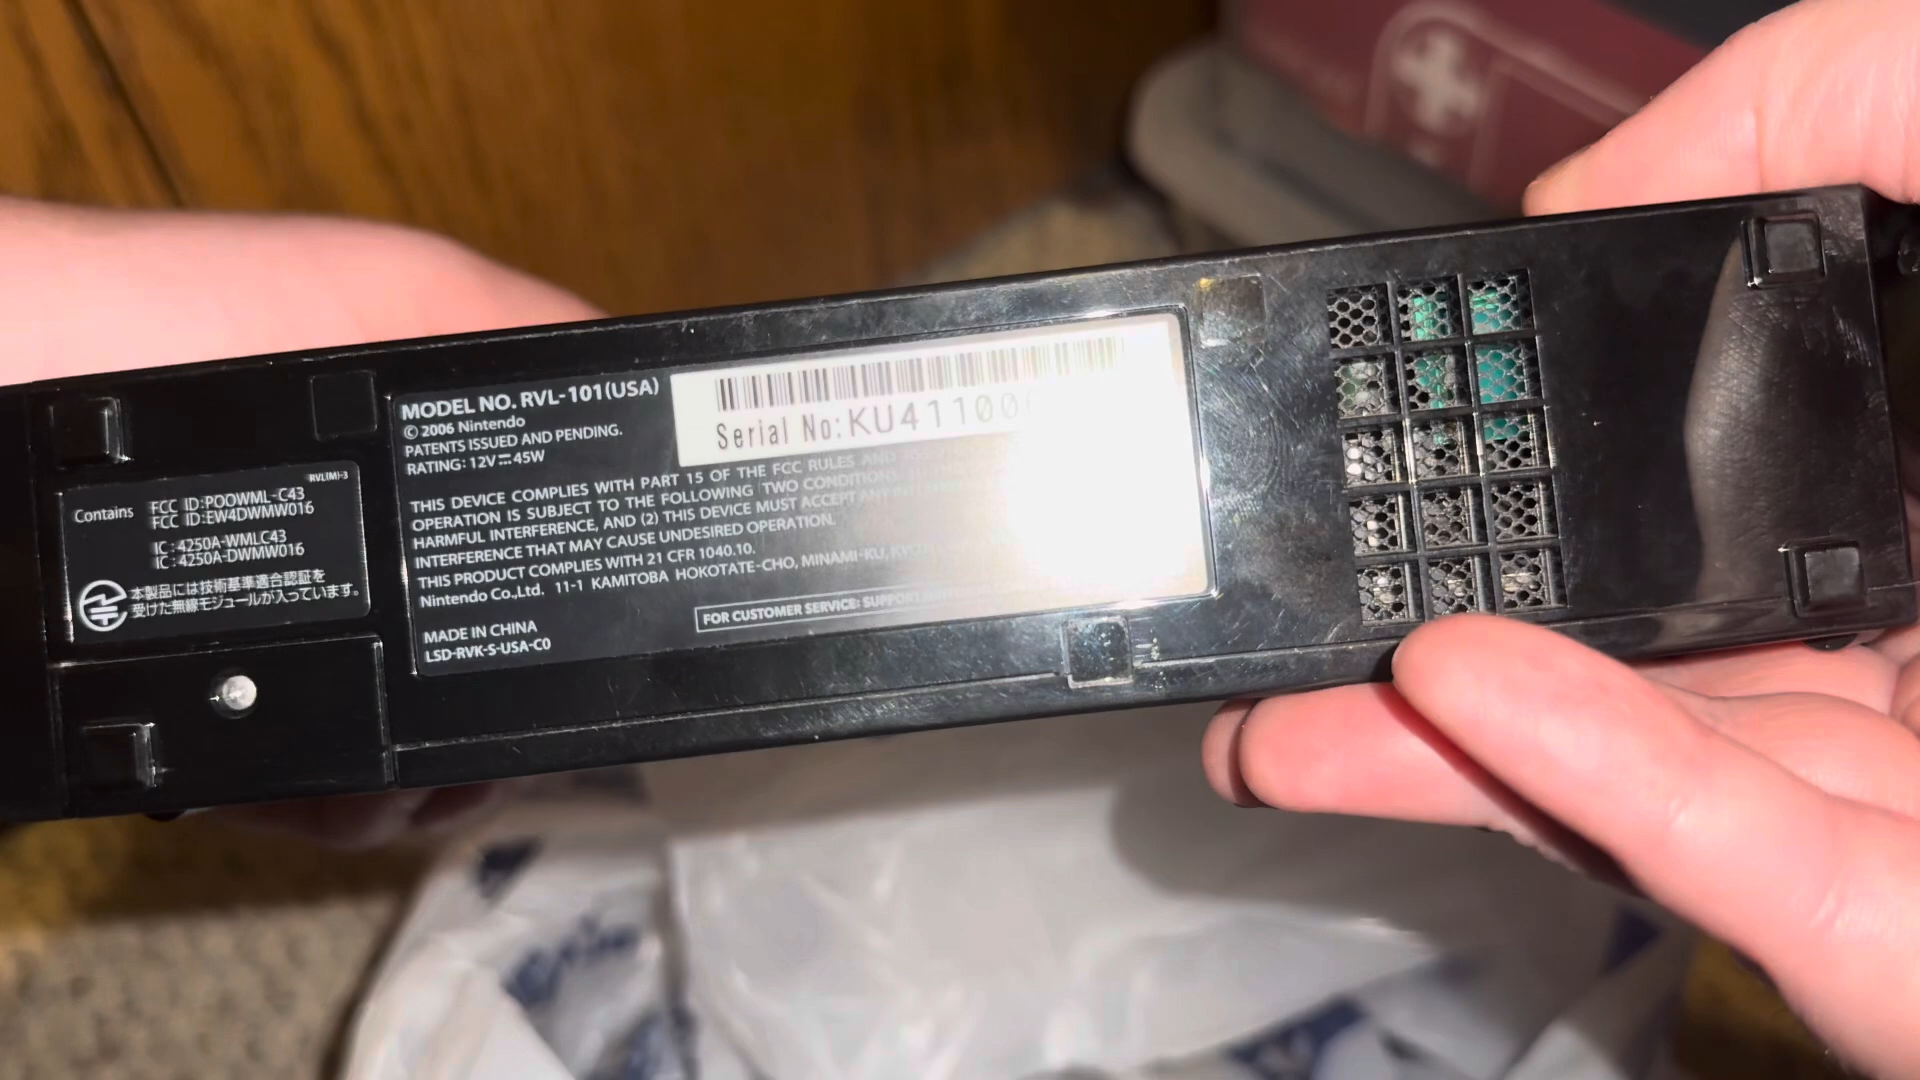 RVL(M)-3
Contains
FCC ID:POOWML-C43
FCC ID:EW4DWMW016
IC : 4250A-WMLC43
IC : 4250A-DWMW016
本製品には技術基準適合認証を
受けた無線モジュールが入っています。
MODEL NO. RVL-101(USA)
© 2006 Nintendo
PATENTS ISSUED AND PENDING.
RATING: 12V⎓45W
Serial No:KU41100
THIS DEVICE COMPLIES WITH PART 15 OF THE FCC RULES AND
OPERATION IS SUBJECT TO THE FOLLOWING TWO CONDITIONS
HARMFUL INTERFERENCE, AND (2) THIS DEVICE MUST ACCEPT ANY
INTERFERENCE THAT MAY CAUSE UNDESIRED OPERATION.
THIS PRODUCT COMPLIES WITH 21 CFR 1040.10.
Nintendo Co.,Ltd. 11-1 KAMITOBA HOKOTATE-CHO, MINAMI-KU,
FOR CUSTOMER SERVICE:
MADE IN CHINA
LSD-RVK-S-USA-C0